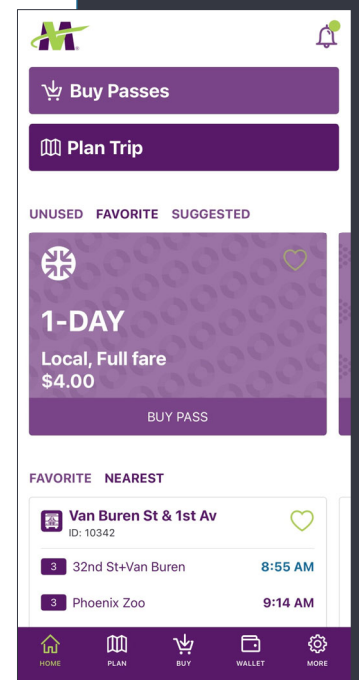 Buy Passes
Plan Trip
UNUSED FAVORITE SUGGESTED
1-DAY
Local, Full fare
$4.00
BUY PASS
FAVORITE NEAREST
Van Buren St & 1st Av
ID: 10342
3 32nd St+Van Buren 8:55 AM
3 Phoenix Zoo 9:14 AM
HOME PLAN BUY WALLET MORE